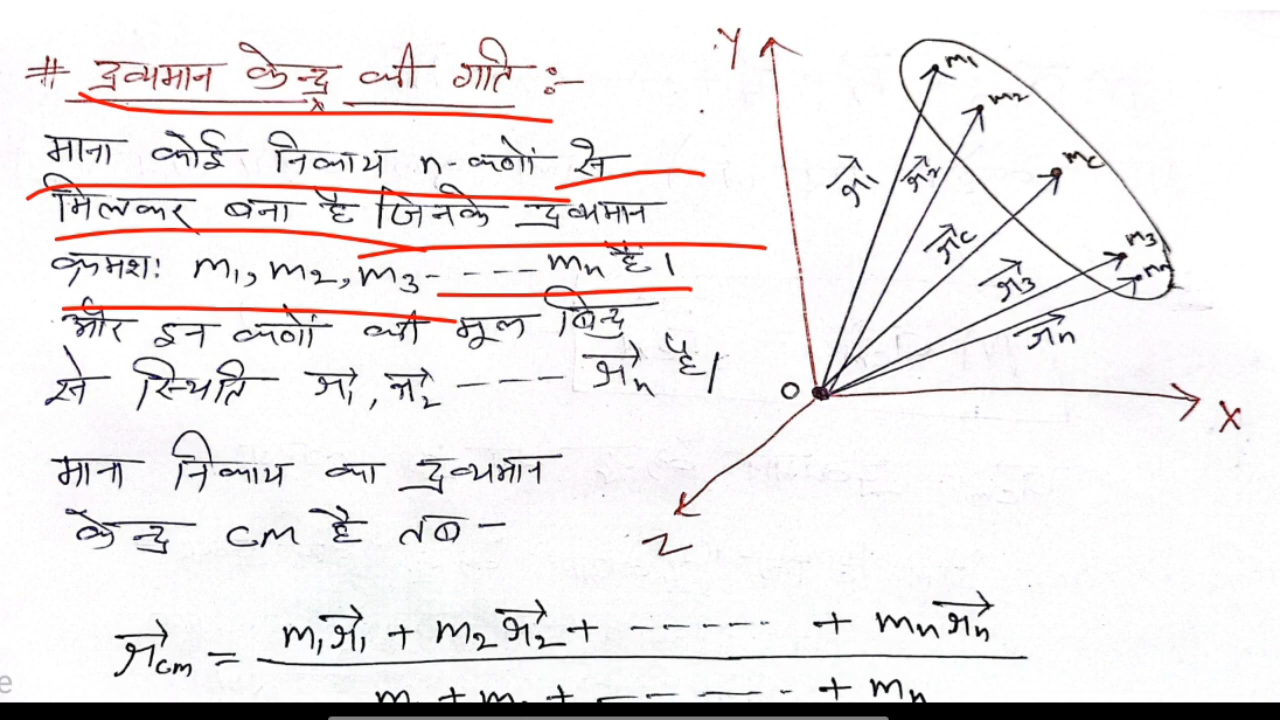 # द्रव्यमान केन्द्र की गति :-
माना कोई निकाय n-कणों से
मिलकर बना है जिनके द्रव्यमान
क्रमशः m₁, m₂, m₃ - ---- mₙ है।
और इन कणों की मूल बिन्दु
से स्थिति r⃗₁, r⃗₂ ---- r⃗ₙ है।
माना निकाय का द्रव्यमान
केन्द्र cm है तब -
r⃗cm = m₁r⃗₁ + m₂r⃗₂ + ------- + mₙr⃗ₙ
+ ------- + mₙ
Y
m₁
m₂
mc
m₃
mₙ
r⃗₁
r⃗₂
r⃗c
r⃗₃
r⃗ₙ
O
X
Z